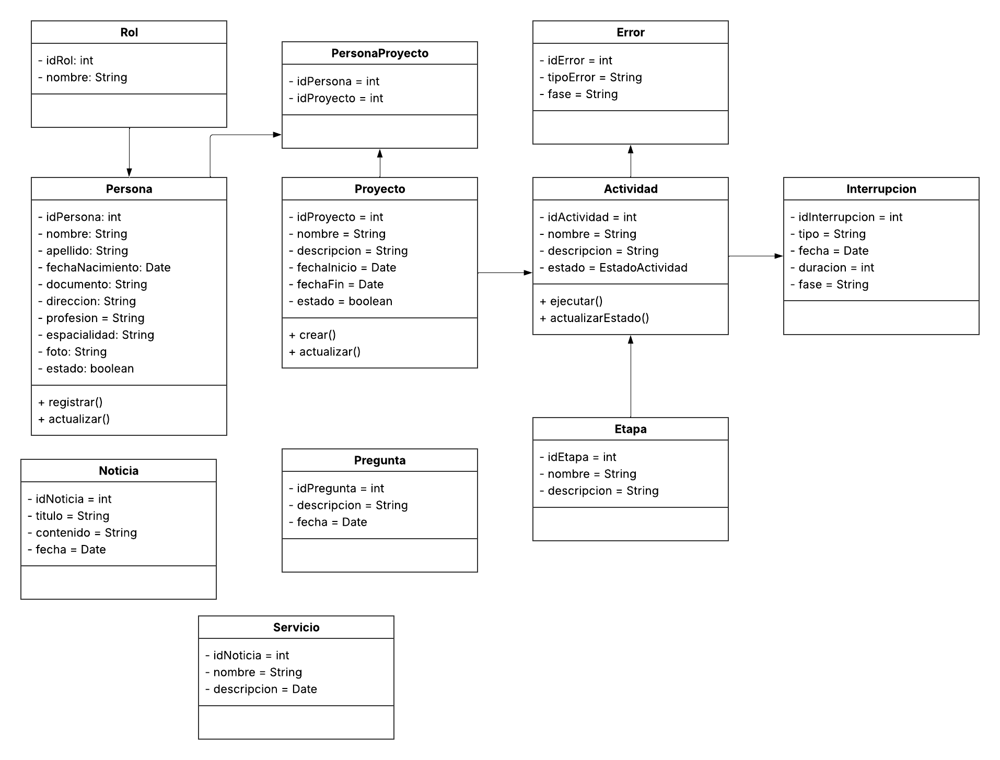 Rol
- idRol: int
- nombre: String
PersonaProyecto
- idPersona = int
- idProyecto = int
Error
- idError = int
- tipoError = String
- fase = String
Persona
- idPersona: int
- nombre: String
- apellido: String
- fechaNacimiento: Date
- documento: String
- direccion: String
- profesion = String
- espacialidad: String
- foto: String
- estado: boolean
+ registrar()
+ actualizar()
Proyecto
- idProyecto = int
- nombre = String
- descripcion = String
- fechaInicio = Date
- fechaFin = Date
- estado = boolean
+ crear()
+ actualizar()
Actividad
- idActividad = int
- nombre = String
- descripcion = String
- estado = EstadoActividad
+ ejecutar()
+ actualizarEstado()
Interrupcion
- idInterrupcion = int
- tipo = String
- fecha = Date
- duracion = int
- fase = String
Noticia
- idNoticia = int
- titulo = String
- contenido = String
- fecha = Date
Pregunta
- idPregunta = int
- descripcion = String
- fecha = Date
Etapa
- idEtapa = int
- nombre = String
- descripcion = String
Servicio
- idNoticia = int
- nombre = String
- descripcion = Date